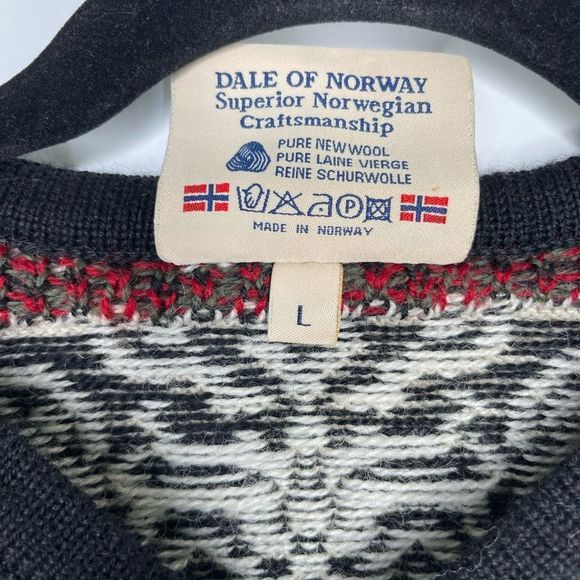 DALE OF NORWAY
Superior Norwegian
Craftsmanship
PURE NEW WOOL
PURE LAINE VIERGE
REINE SCHURWOLLE
A P
MADE IN NORWAY
L